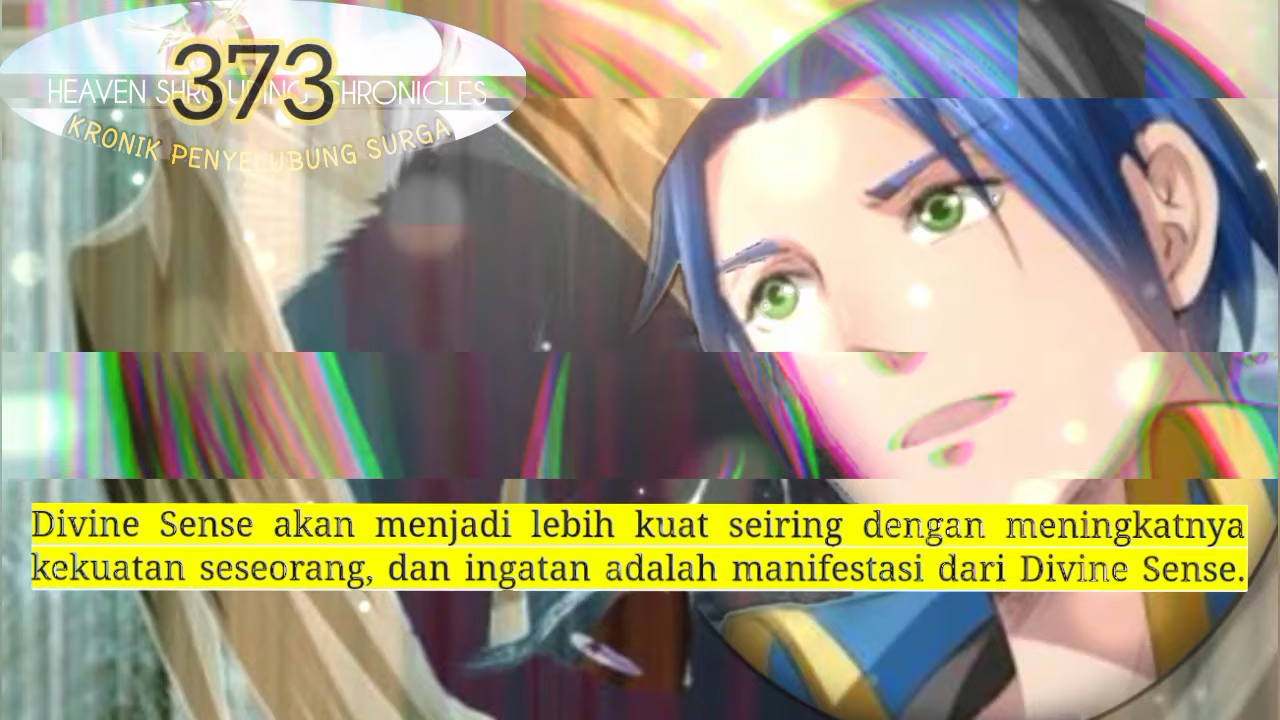 373
HEAVEN SHROUDING CHRONICLES
KRONIK PENYELUBUNG SURGA
Divine Sense akan menjadi lebih kuat seiring dengan meningkatnya
kekuatan seseorang, dan ingatan adalah manifestasi dari Divine Sense.